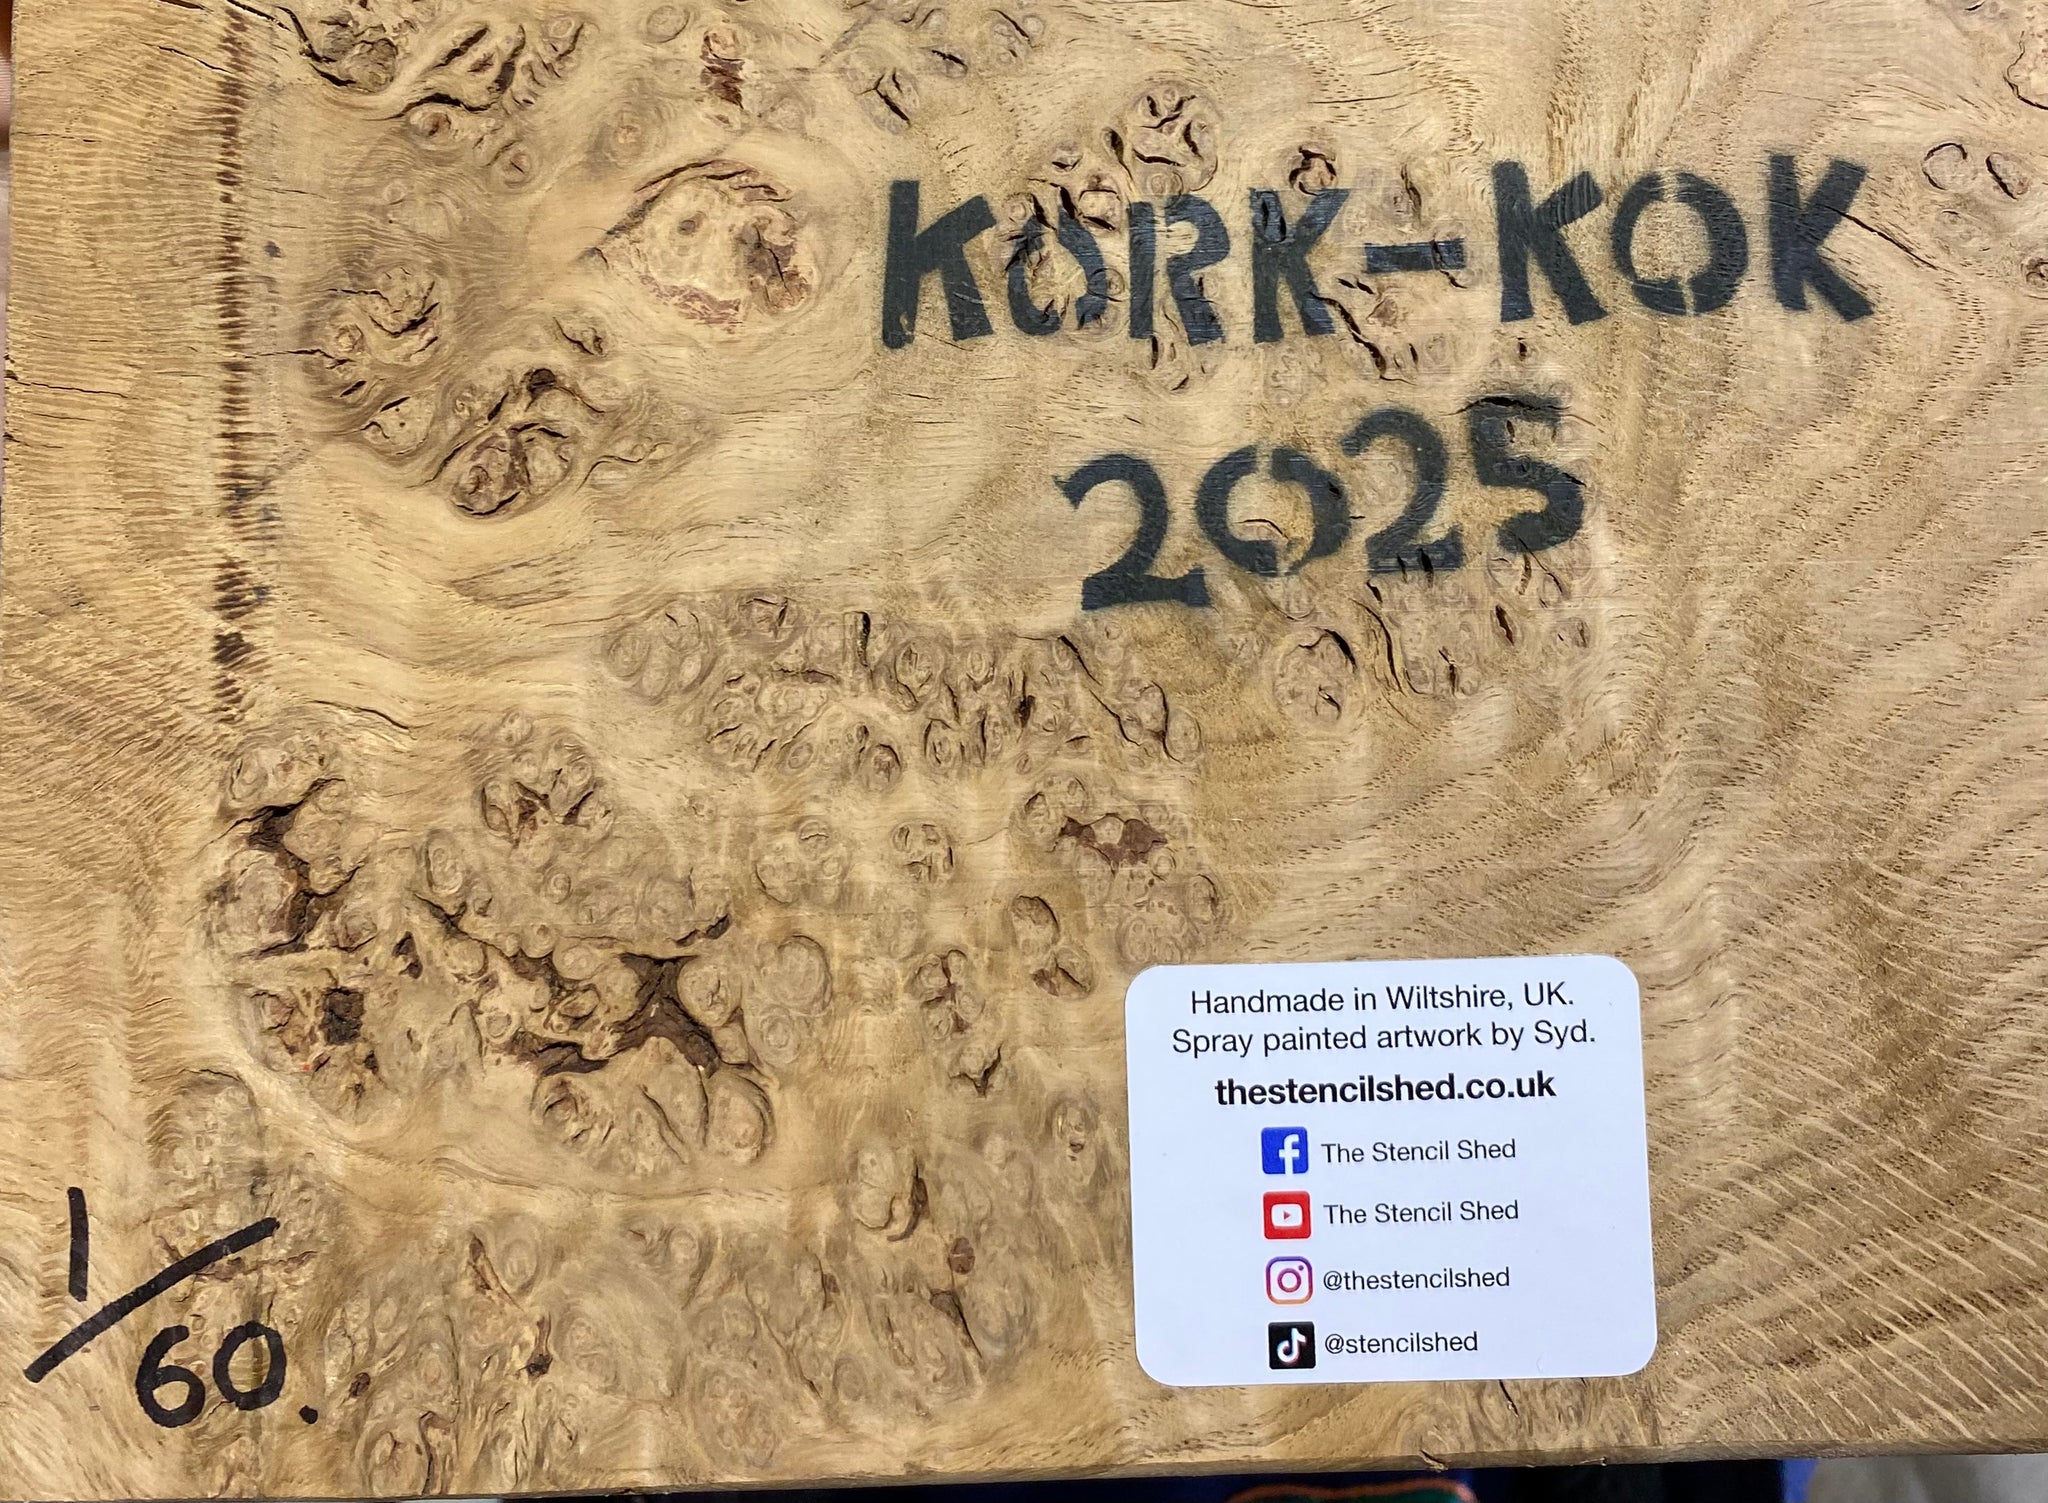 KORK-KOK
2025
Handmade in Wiltshire, UK.
Spray painted artwork by Syd.
thestencilshed.co.uk
The Stencil Shed
The Stencil Shed
@thestencilshed
@stencilshed
1/60.